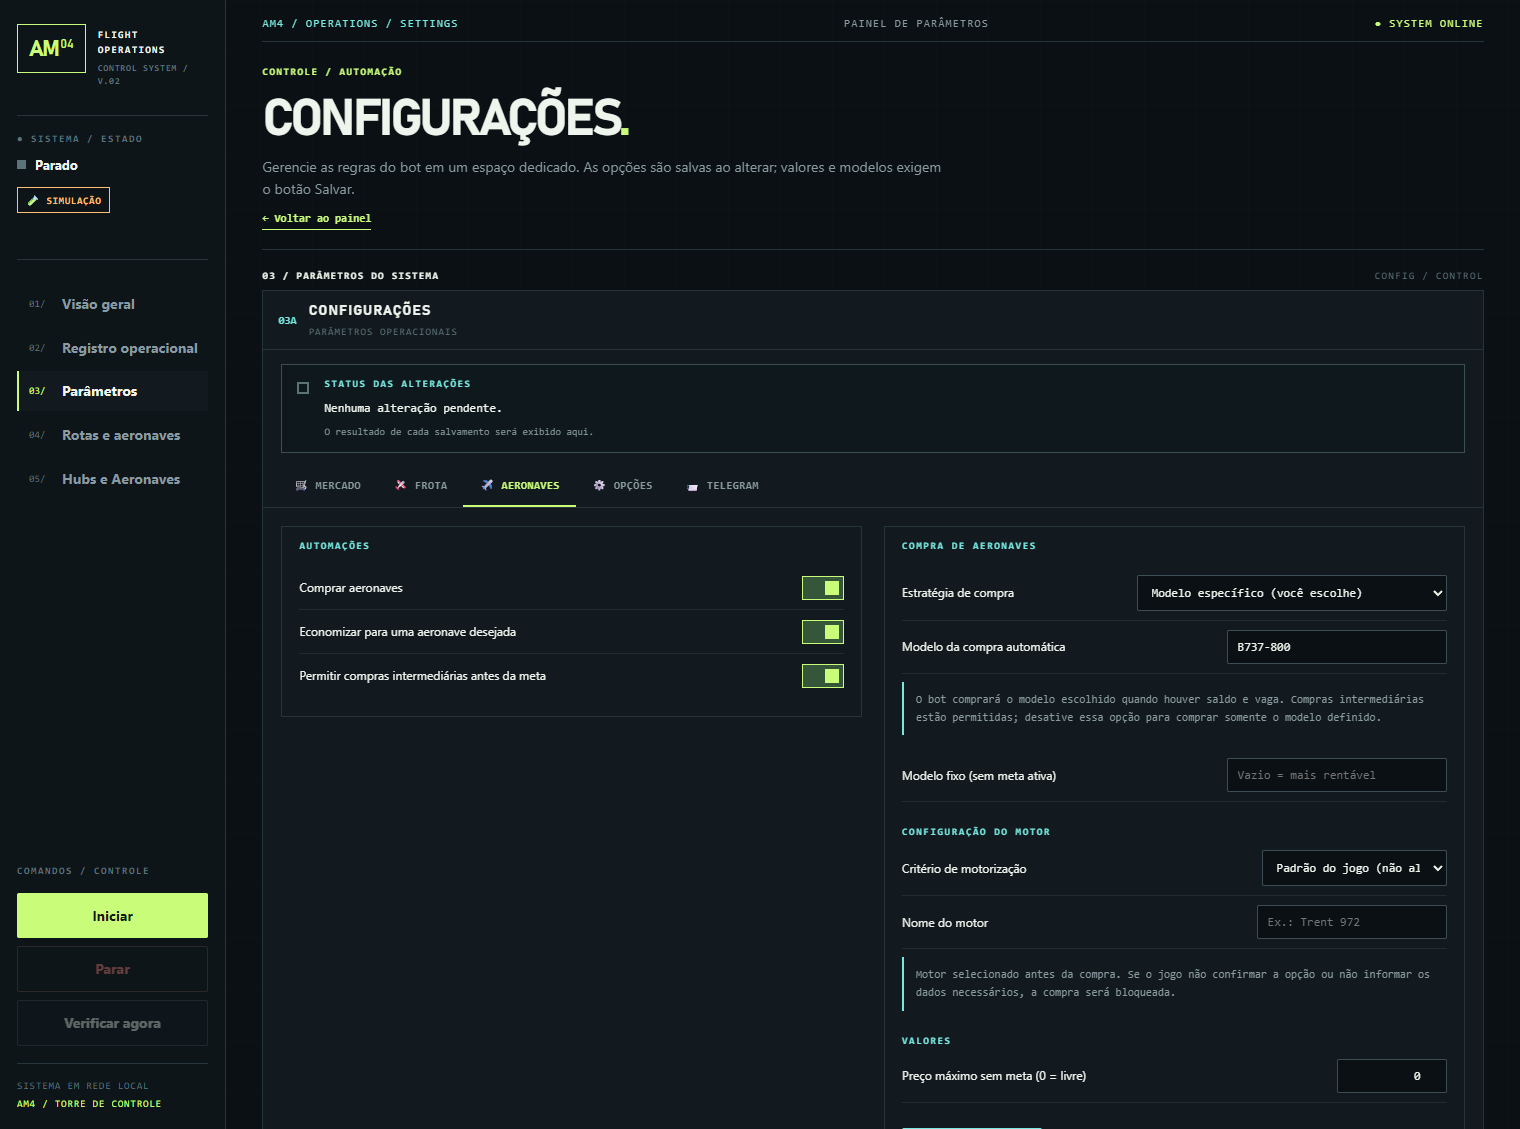 AM04
FLIGHT
OPERATIONS
CONTROL SYSTEM /
V.02
SISTEMA / ESTADO
Parado
SIMULAÇÃO
01/ Visão geral
02/ Registro operacional
03/ Parâmetros
04/ Rotas e aeronaves
05/ Hubs e Aeronaves
COMANDOS / CONTROLE
Iniciar
Parar
Verificar agora
SISTEMA EM REDE LOCAL
AM4 / TORRE DE CONTROLE
AM4 / OPERATIONS / SETTINGS
PAINEL DE PARÂMETROS
SYSTEM ONLINE
CONTROLE / AUTOMAÇÃO
CONFIGURAÇÕES.
Gerencie as regras do bot em um espaço dedicado. As opções são salvas ao alterar; valores e modelos exigem
o botão Salvar.
← Voltar ao painel
03 / PARÂMETROS DO SISTEMA
CONFIG / CONTROL
03A
CONFIGURAÇÕES
PARÂMETROS OPERACIONAIS
STATUS DAS ALTERAÇÕES
Nenhuma alteração pendente.
O resultado de cada salvamento será exibido aqui.
MERCADO
FROTA
AERONAVES
OPÇÕES
TELEGRAM
AUTOMAÇÕES
Comprar aeronaves
Economizar para uma aeronave desejada
Permitir compras intermediárias antes da meta
COMPRA DE AERONAVES
Estratégia de compra
Modelo específico (você escolhe)
Modelo da compra automática
B737-800
O bot comprará o modelo escolhido quando houver saldo e vaga. Compras intermediárias
estão permitidas; desative essa opção para comprar somente o modelo definido.
Modelo fixo (sem meta ativa)
Vazio = mais rentável
CONFIGURAÇÃO DO MOTOR
Critério de motorização
Padrão do jogo (não al
Nome do motor
Ex.: Trent 972
Motor selecionado antes da compra. Se o jogo não confirmar a opção ou não informar os
dados necessários, a compra será bloqueada.
VALORES
Preço máximo sem meta (0 = livre)
0